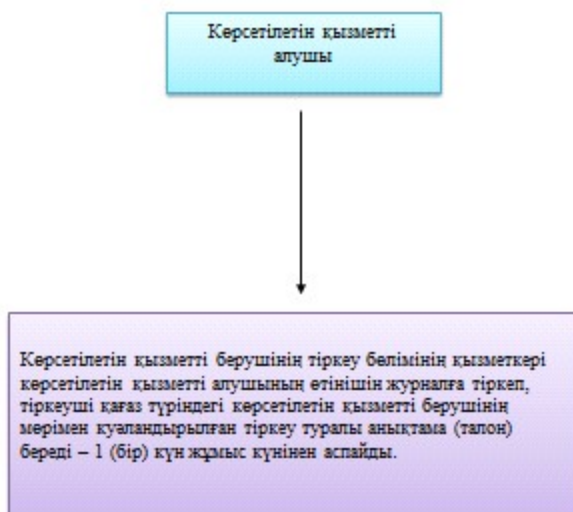 Көрсетілетін қызметті
алушы
Көрсетілетін қызметті берушінің тіркеу бөлімінің қызметкері
көрсетілетін қызметті алушының өтінішін журналға тіркеп,
тіркеуші қағаз түріндегі көрсетілетін қызметті берушінің
мөрімен куәландырылған тіркеу туралы анықтама (талон)
береді – 1 (бір) күн жұмыс күнінен аспайды.